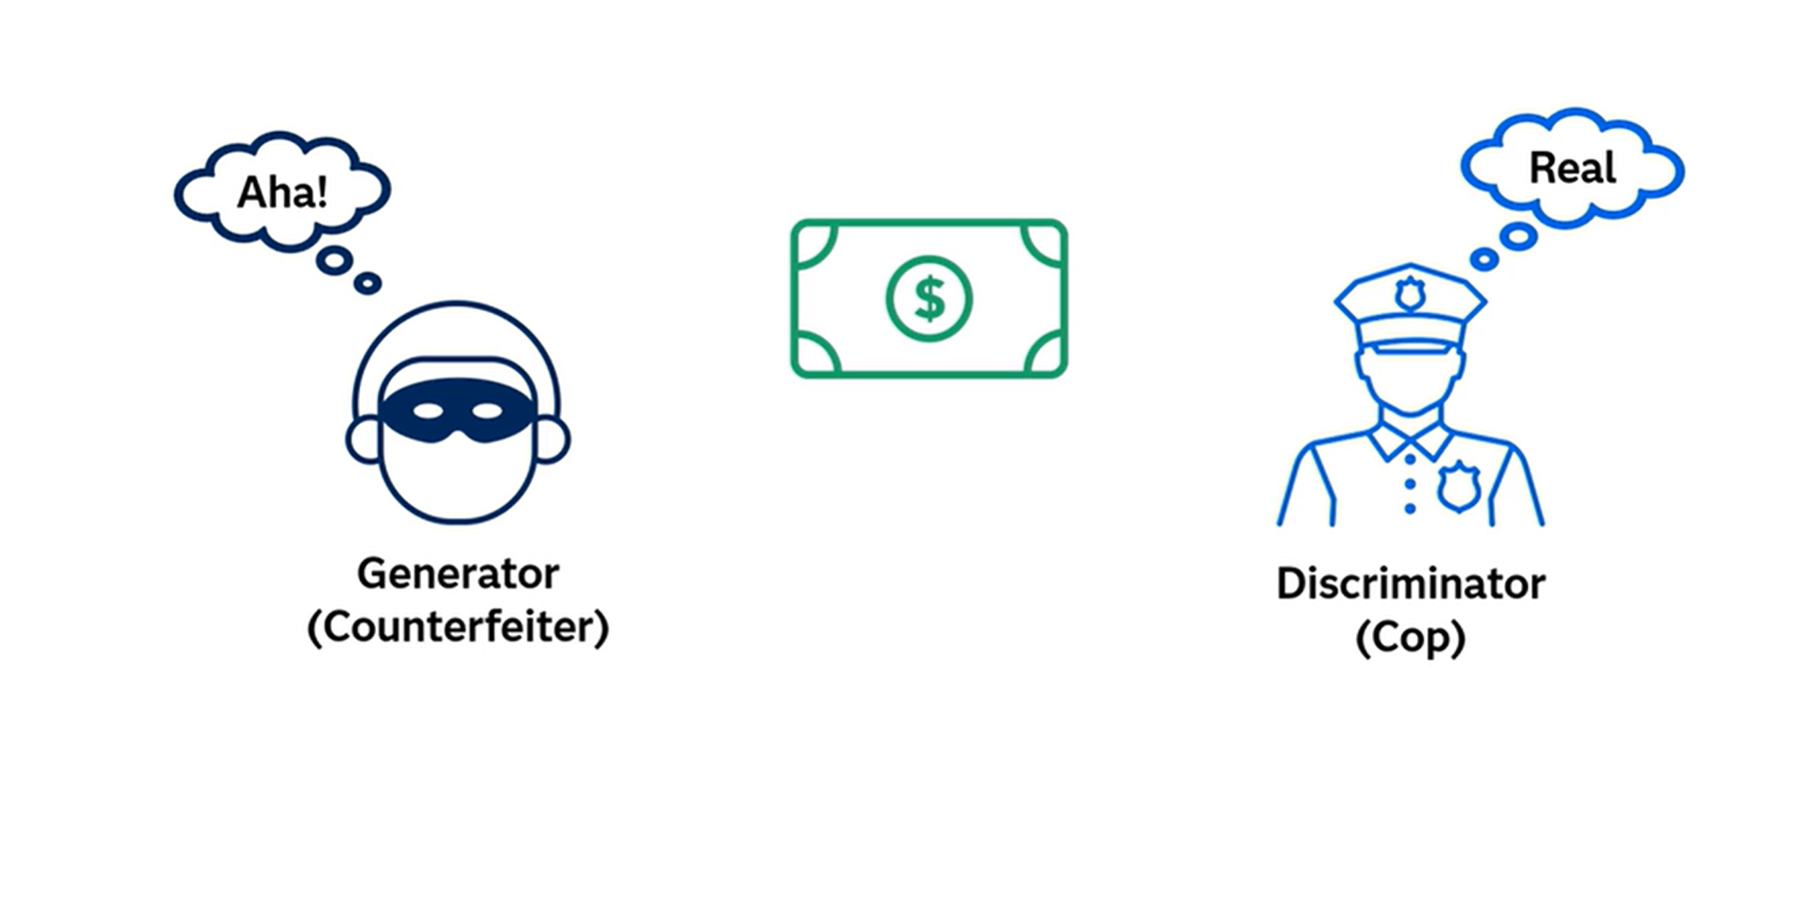 Aha!
Real
$
Generator
(Counterfeiter)
Discriminator
(Cop)